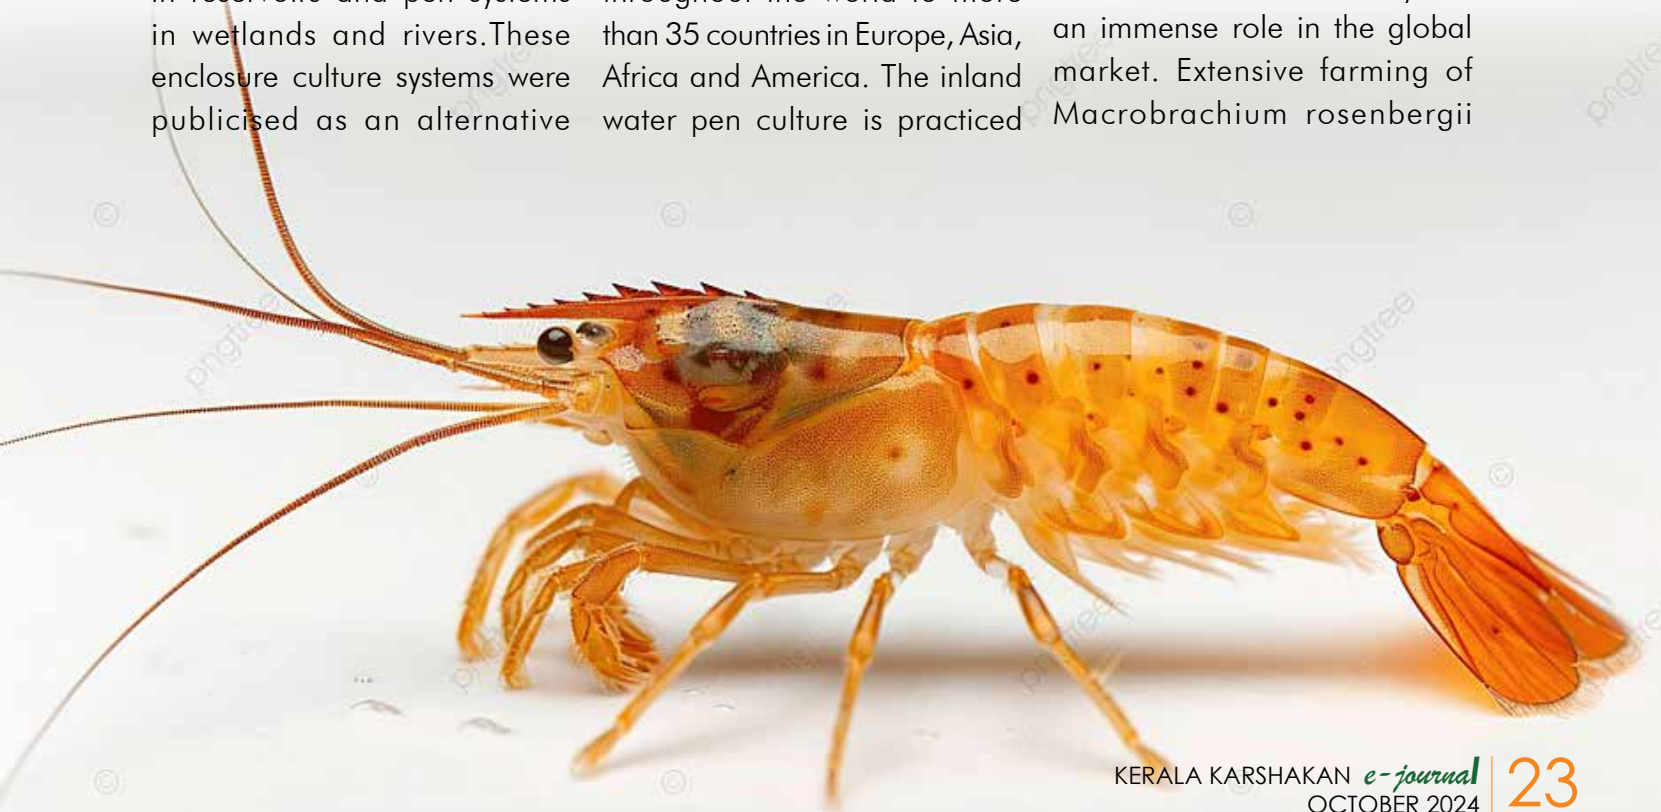 in wetlands and rivers.These
enclosure culture systems were
publicised as an alternative
than 35 countries in Europe, Asia,
Africa and America. The inland
water pen culture is practiced
an immense role in the global
market. Extensive farming of
Macrobrachium rosenbergii
pngtree
KERALA KARSHAKAN e-journal
OCTOBER 2024
23